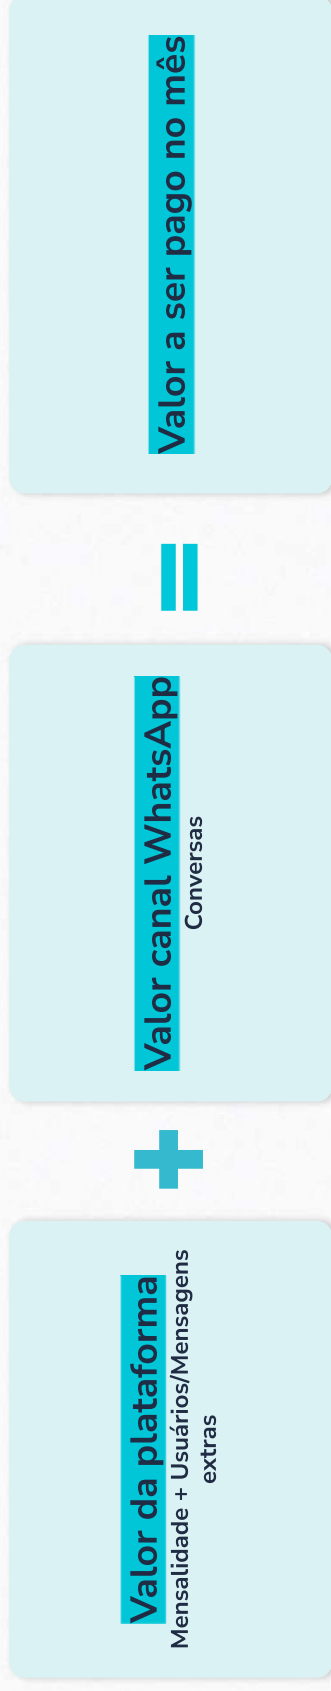 Valor da plataforma
Mensalidade + Usuários/Mensagens
extras
+
Valor canal WhatsApp
Conversas
=
Valor a ser pago no mês